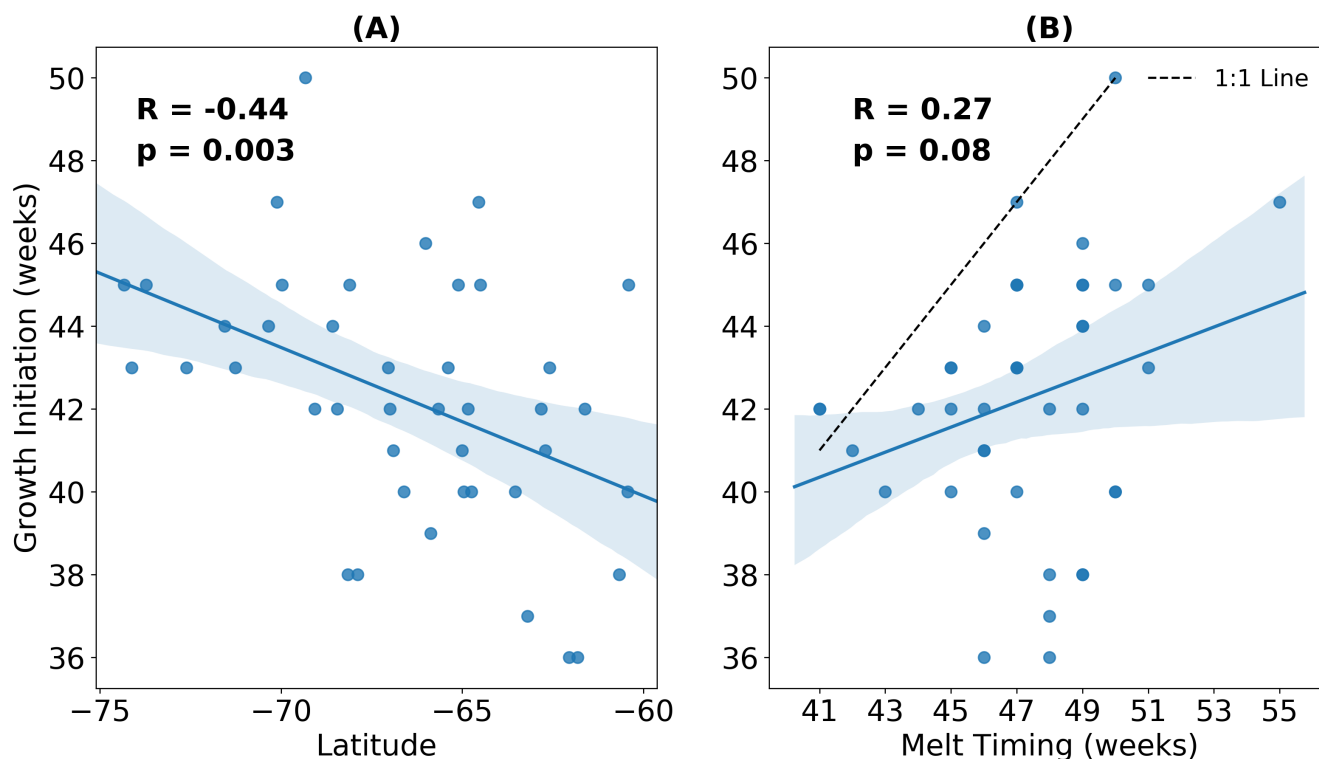 (A)
R = -0.44
p = 0.003
50
48
46
44
42
40
38
36
Growth Initiation (weeks)
−75 −70 −65 −60
Latitude
(B)
R = 0.27
p = 0.08
1:1 Line
50
48
46
44
42
40
38
36
41 43 45 47 49 51 53 55
Melt Timing (weeks)